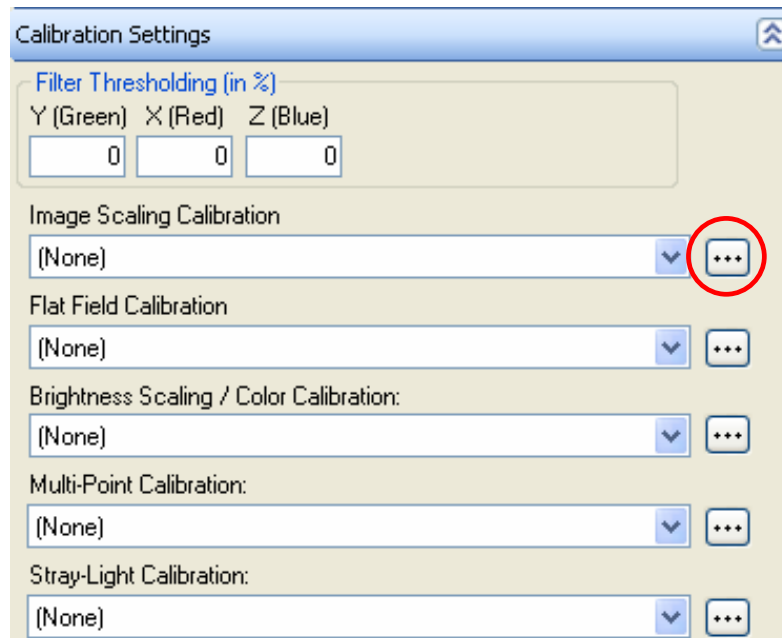 Calibration Settings
Filter Thresholding (in %)
Y (Green) X (Red) Z (Blue)
0 0 0
Image Scaling Calibration
(None)
Flat Field Calibration
(None)
Brightness Scaling / Color Calibration:
(None)
Multi-Point Calibration:
(None)
Stray-Light Calibration:
(None)